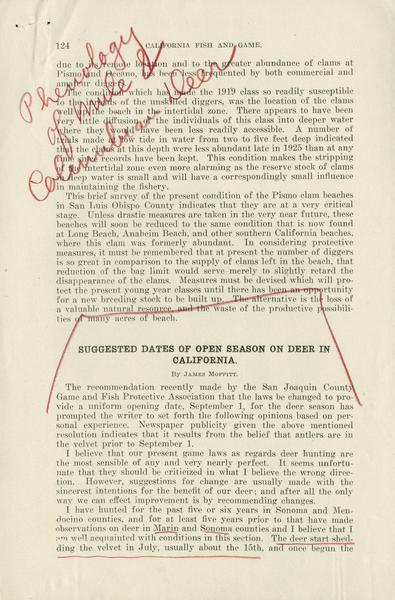 Phenology
of Mule &
Columbian Deer
124 CALIFORNIA FISH AND GAME.
due to remote and to the greater abundance of clams at
Pismo and Oceano, has been less frequented by both commercial and
amateur
The condition which has made the 1919 class so readily susceptible
to the of the unskilled diggers, was the location of the clams
well the beach in the intertidal zone. There appears to have been
very little diffusion of the individuals of this class into deeper water
where they would have been less readily accessible. A number of
made low tide in water from two to five feet deep indicated
that the clams at this depth were less abundant late in 1925 than at any
time records have been kept. This condition makes the stripping
intertidal zone even more alarming as the reserve stock of clams
deep water is small and will have a correspondingly small influence
in maintaining the fishery.
This brief survey of the present condition of the Pismo clam beaches
in San Luis Obispo County indicates that they are at a very critical
stage. Unless drastic measures are taken in the very near future, these
beaches will soon be reduced to the same condition that is now found
at Long Beach, Anaheim Beach, and other southern California beaches,
where this clam was formerly abundant. In considering protective
measures, it must be remembered that at present the number of diggers
is so great in comparison to the supply of clams left in the beach, that
reduction of the bag limit would serve merely to slightly retard the
disappearance of the clams. Measures must be devised which will pro-
tect the present young year classes until there has been an opportunity
for a new breeding stock to be built up. The alternative is the loss of
a valuable natural resource, and the waste of the productive possibili-
ties of many acres of beach.
SUGGESTED DATES OF OPEN SEASON ON DEER IN
CALIFORNIA.
By JAMES MOFFITT.
The recommendation recently made by the San Joaquin County
Game and Fish Protective Association that the laws be changed to pro-
vide a uniform opening date, September 1, for the deer season has
prompted the writer to set forth the following opinions based on per-
sonal experience. Newspaper publicity given the above mentioned
resolution indicates that it results from the belief that antlers are in the
velvet prior to September 1.
I believe that our present game laws as regards deer hunting are
the most sensible of any and very nearly perfect. It seems unfortu-
nate that they should be criticized in what I believe the wrong direc-
tion. However, suggestions for change are usually made with the
sincerest intentions for the benefit of our deer; and after all the only
way we can effect improvement is by recommending changes.
I have hunted for the past five or six years in Sonoma and Men-
docino counties, and for at least five years prior to that have made
observations on deer in Marin and Sonoma counties and I believe that I
am well acquainted with conditions in this section. The deer start shed-
ding the velvet in July, usually about the 15th, and once begun the